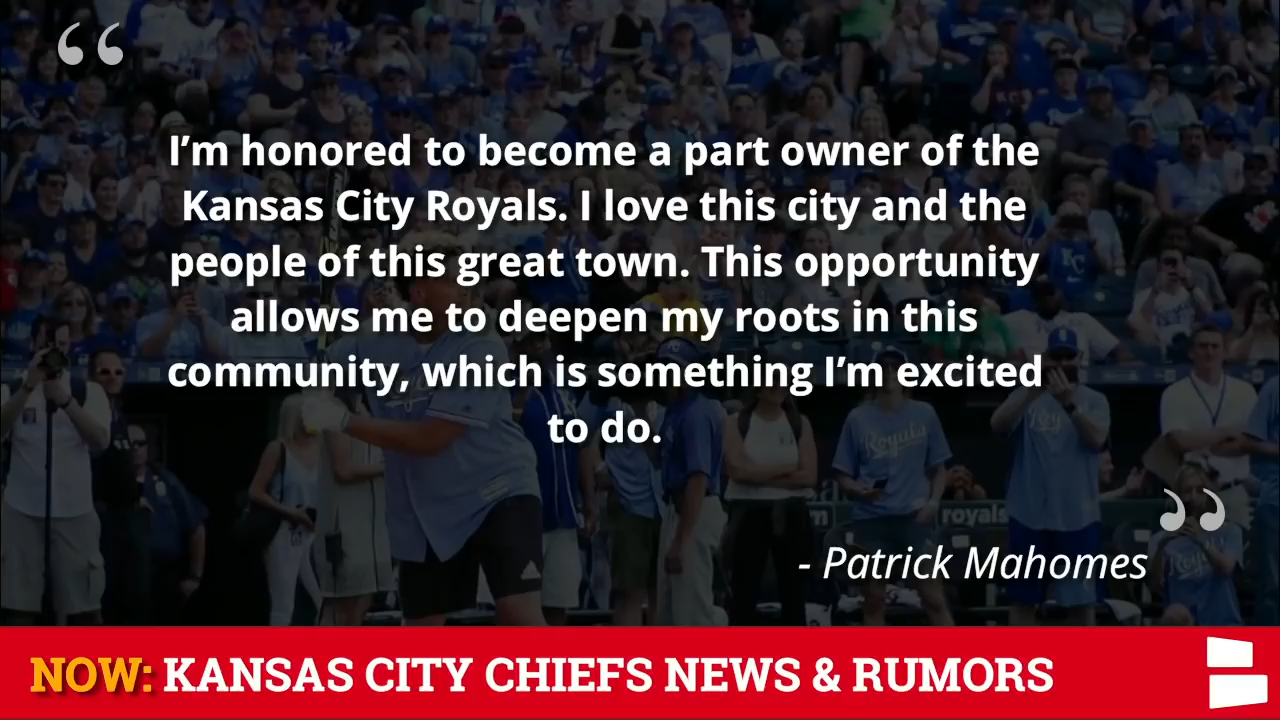 “
I’m honored to become a part owner of the
Kansas City Royals. I love this city and the
people of this great town. This opportunity
allows me to deepen my roots in this
community, which is something I’m excited
to do.
”
- Patrick Mahomes
Royals
royals
NOW: KANSAS CITY CHIEFS NEWS & RUMORS